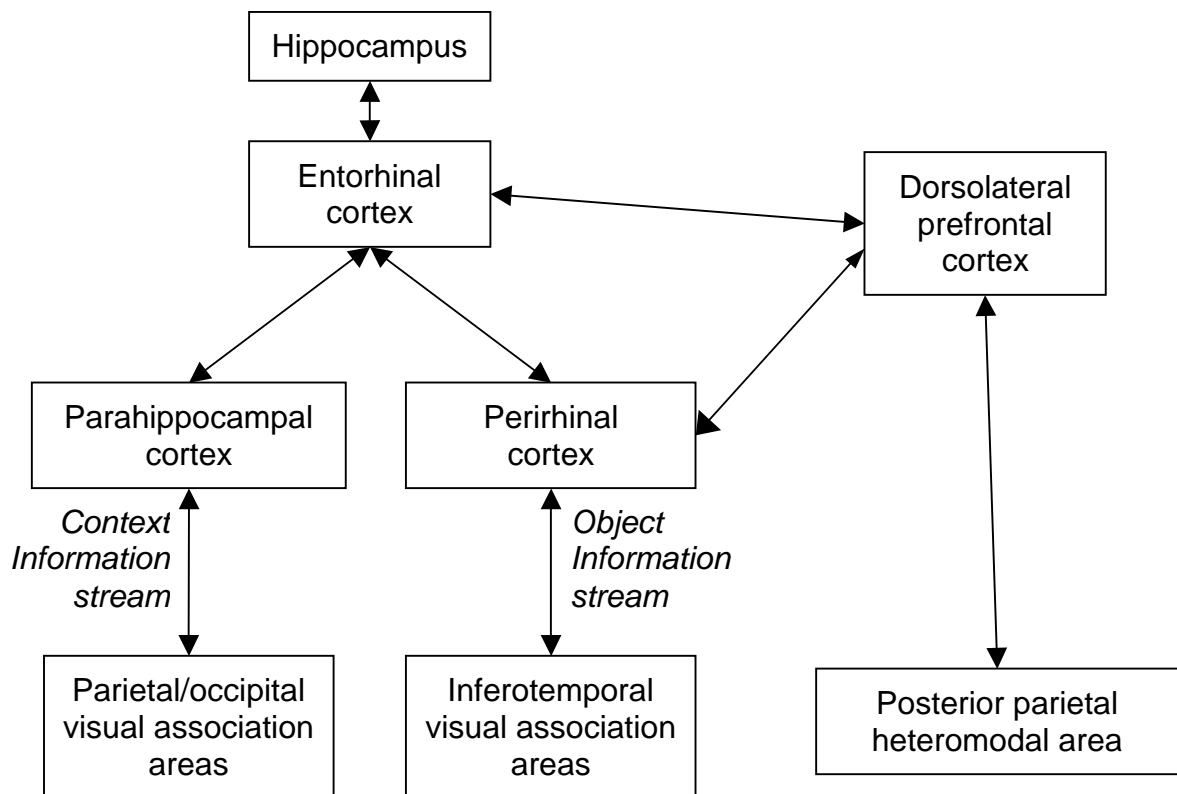 Hippocampus
Entorhinal
cortex
Dorsolateral
prefrontal
cortex
Parahippocampal
cortex
Perirhinal
cortex
Context
Information
stream
Object
Information
stream
Parietal/occipital
visual association
areas
Inferotemporal
visual association
areas
Posterior parietal
heteromodal area